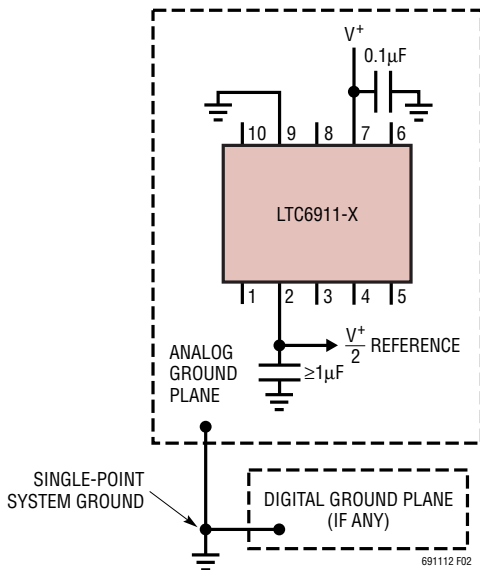 V+
0.1µF
10 9 8 7 6
LTC6911-X
1 2 3 4 5
V+
2
REFERENCE
≥1µF
ANALOG
GROUND
PLANE
SINGLE-POINT
SYSTEM GROUND
DIGITAL GROUND PLANE
(IF ANY)
691112 F02